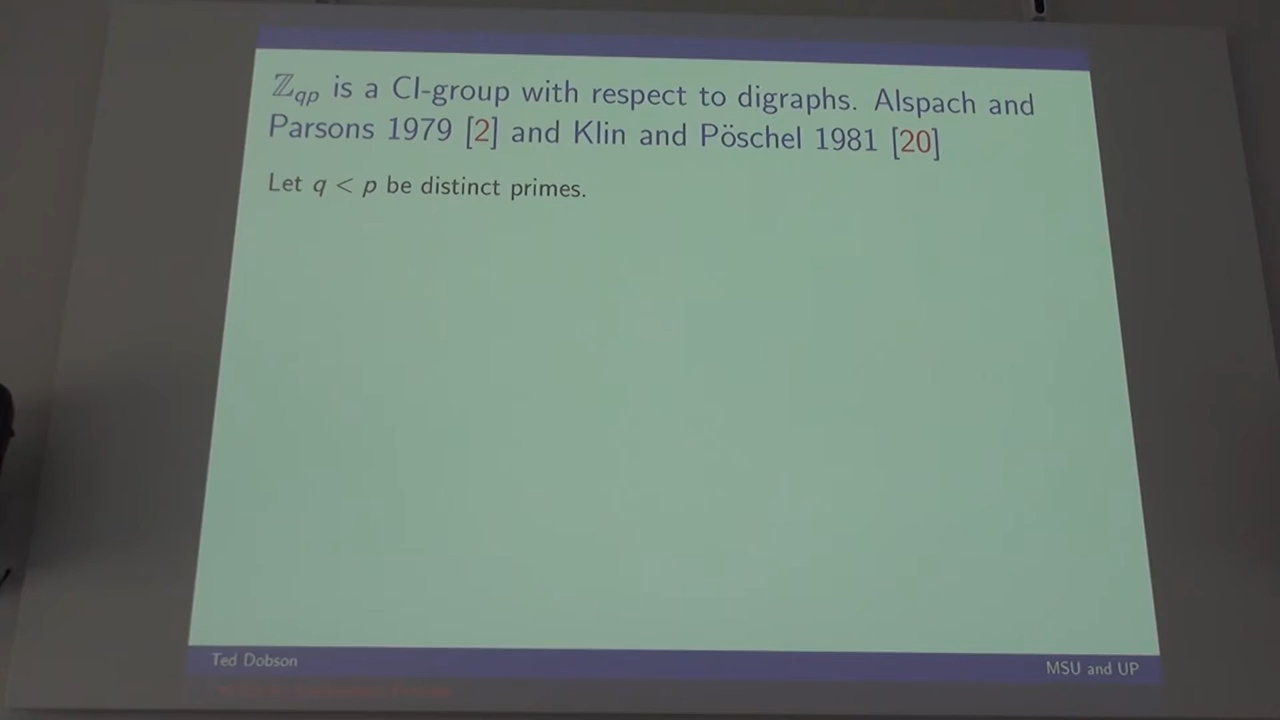 ℤ_qp is a CI-group with respect to digraphs. Alspach and
Parsons 1979 [2] and Klin and Pöschel 1981 [20]
Let q < p be distinct primes.
Ted Dobson
MSU and UP